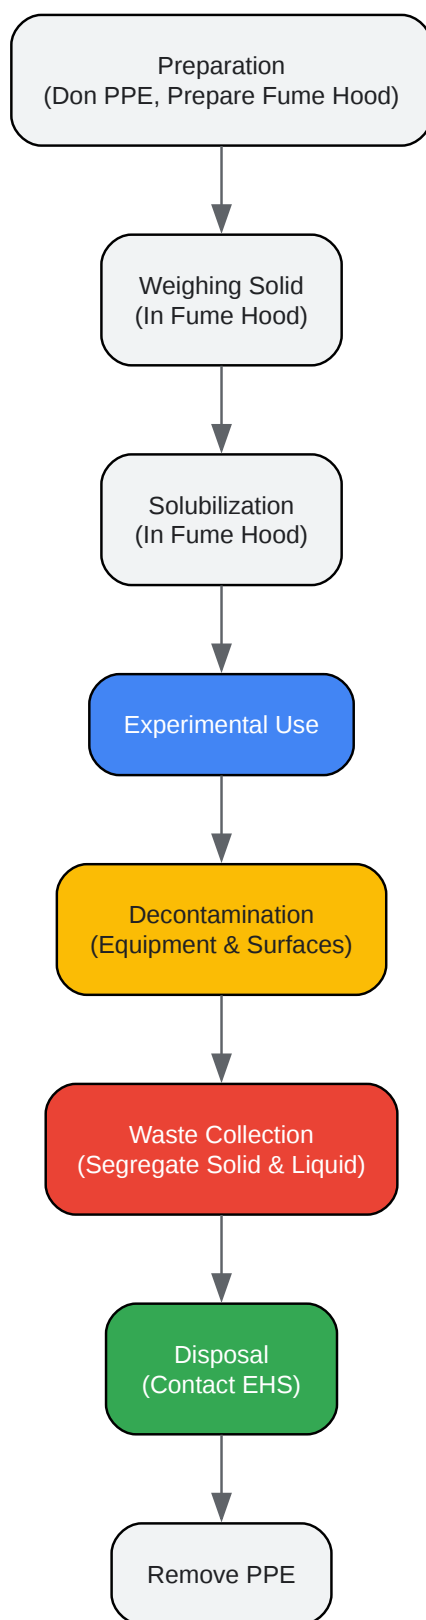 Preparation
(Don PPE, Prepare Fume Hood)
Weighing Solid
(In Fume Hood)
Solubilization
(In Fume Hood)
Experimental Use
Decontamination
(Equipment & Surfaces)
Waste Collection
(Segregate Solid & Liquid)
Disposal
(Contact EHS)
Remove PPE